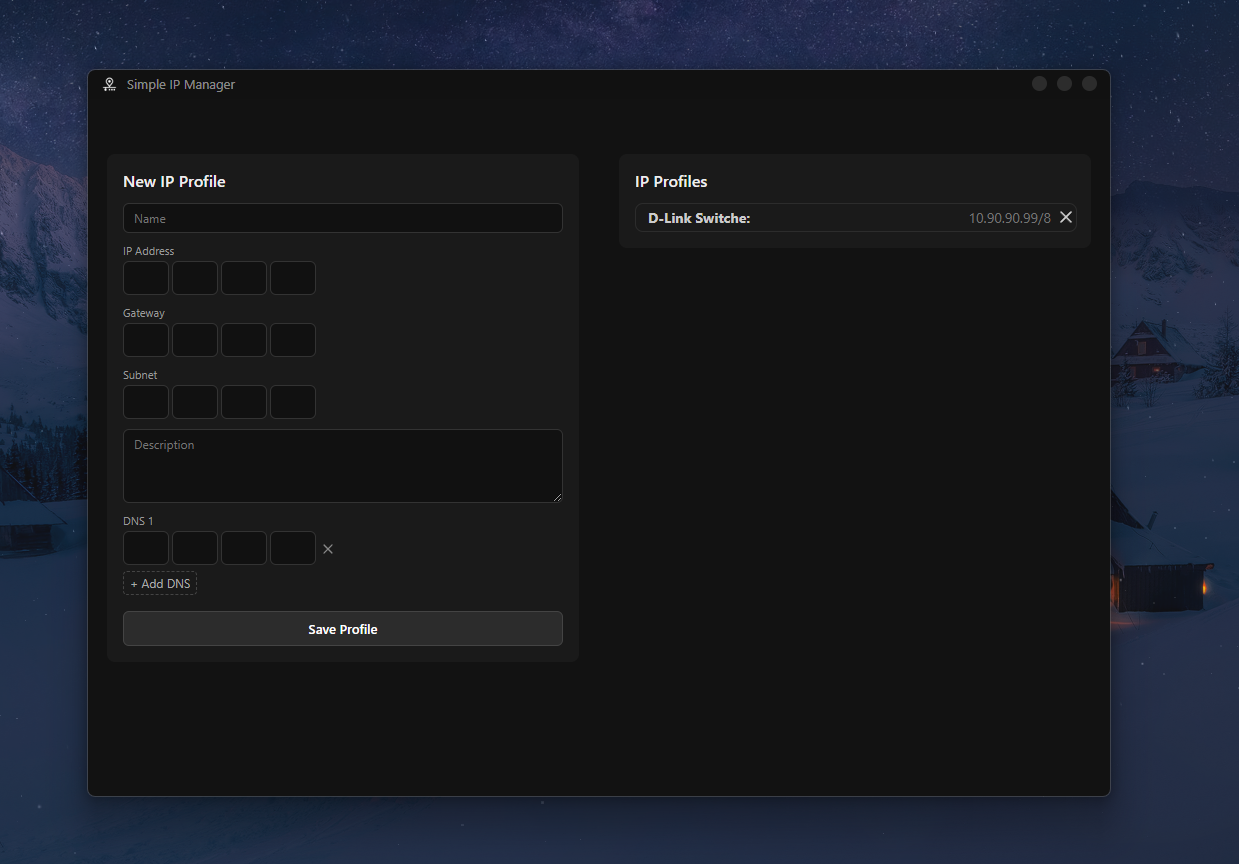 Simple IP Manager
New IP Profile
Name
IP Address
Gateway
Subnet
Description
DNS 1
+ Add DNS
Save Profile
IP Profiles
D-Link Switche: 10.90.90.99/8